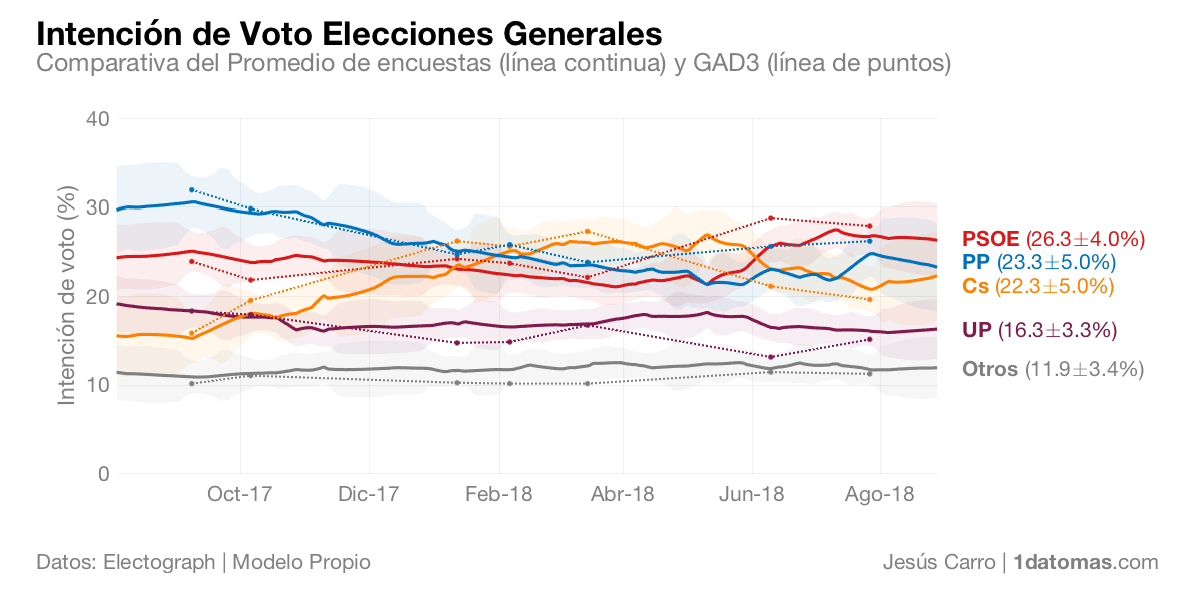 Intención de Voto Elecciones Generales
Comparativa del Promedio de encuestas (línea continua) y GAD3 (línea de puntos)
Intención de voto (%)
40
30
20
10
0
Oct-17 Dic-17 Feb-18 Abr-18 Jun-18 Ago-18
PSOE (26.3±4.0%)
PP (23.3±5.0%)
Cs (22.3±5.0%)
UP (16.3±3.3%)
Otros (11.9±3.4%)
Datos: Electograph | Modelo Propio
Jesús Carro | 1datomas.com